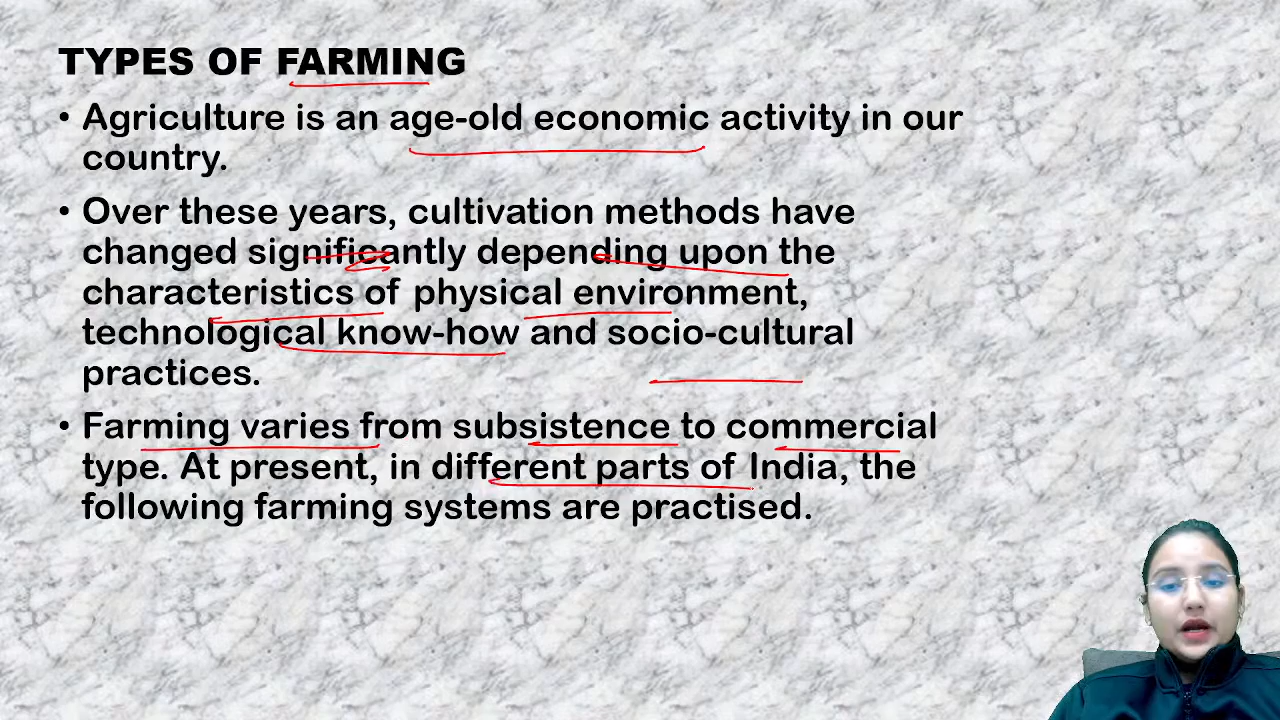 TYPES OF FARMING
• Agriculture is an age-old economic activity in our
country.
• Over these years, cultivation methods have
changed significantly depending upon the
characteristics of physical environment,
technological know-how and socio-cultural
practices.
• Farming varies from subsistence to commercial
type. At present, in different parts of India, the
following farming systems are practised.